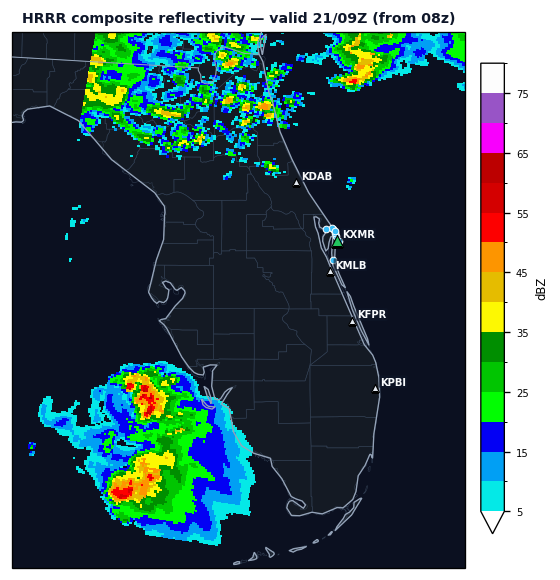 HRRR composite reflectivity — valid 21/09Z (from 08z)
KDAB
KXMR
KMLB
KFPR
KPBI
75
65
55
45
35
25
15
5
dBZ